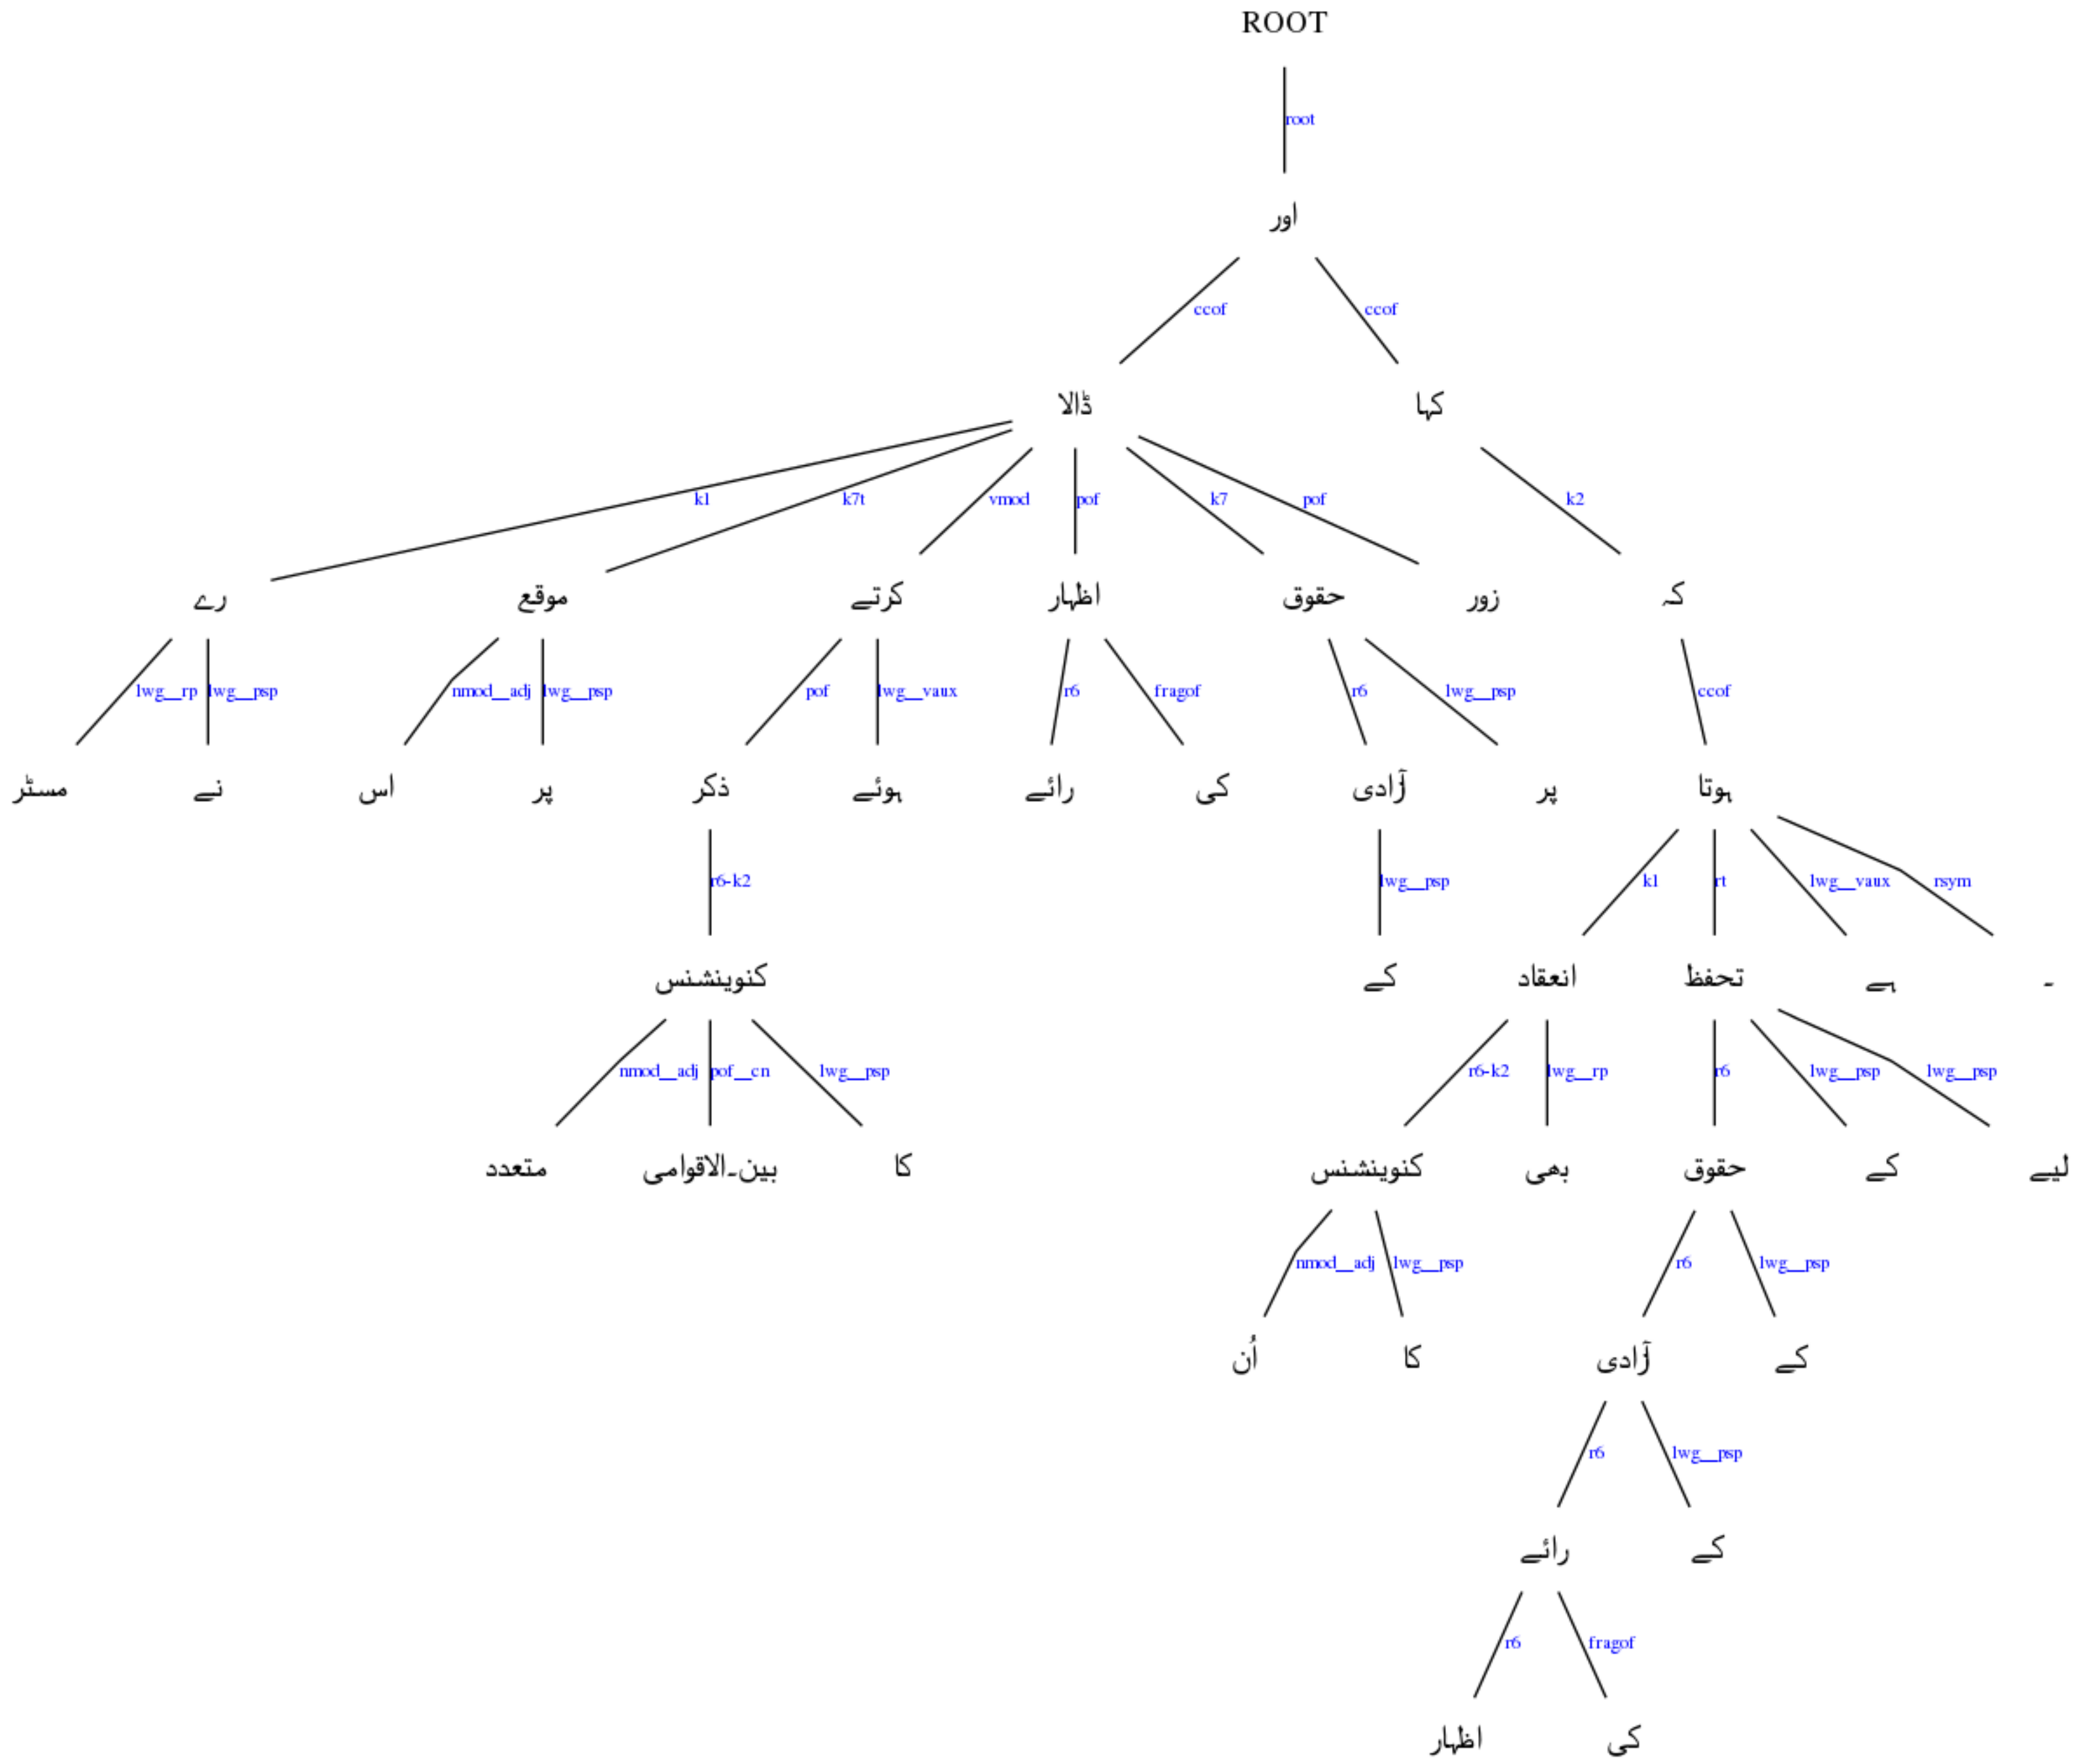 ROOT
root
اور
ccof ccof
ڈالا کہا
k1 k7t vmod pof k7 pof k2
رے موقع کرتے اظہار حقوق زور کہ
lwg__rp lwg__psp nmod__adj lwg__psp pof lwg__vaux r6 fragof r6 lwg__psp ccof
مسٹر نے اس پر ذکر ہوئے رائے کی آزادی پر ہوتا
r6-k2 lwg__psp k1 rt lwg__vaux rsym
کنوینشنس کے انعقاد تحفظ ہے ۔
nmod__adj pof__cn lwg__psp r6-k2 lwg__rp r6 lwg__psp lwg__psp
متعدد بین۔الاقوامی کا کنوینشنس بھی حقوق کے لیے
nmod__adj lwg__psp r6 lwg__psp
اُن کا آزادی کے
r6 lwg__psp
رائے کے
r6 fragof
اظہار کی